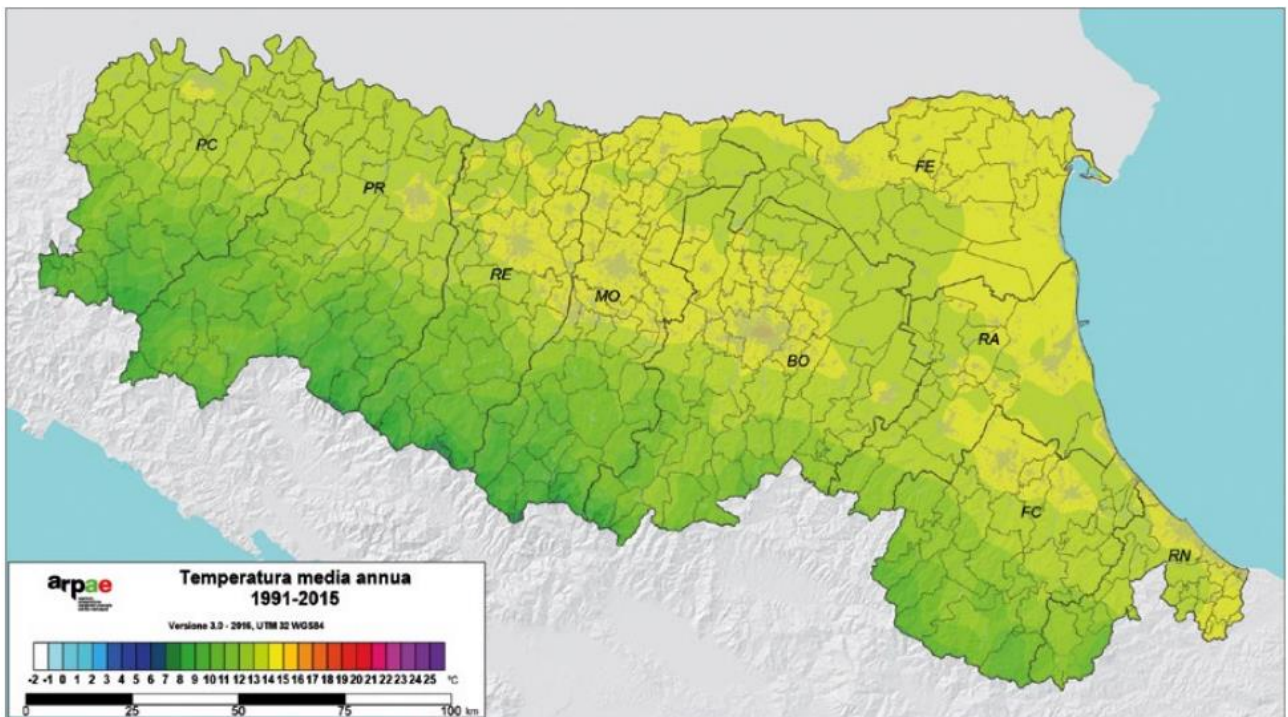 PC
PR
RE
MO
BO
FE
RA
FC
RN
arpae
Temperatura media annua
1991-2015
Versione 3.0 - 2016, UTM 32 WGS84
-2 -1 0 1 2 3 4 5 6 7 8 9 10 11 12 13 14 15 16 17 18 19 20 21 22 23 24 25 °C
0 25 50 75 100 km